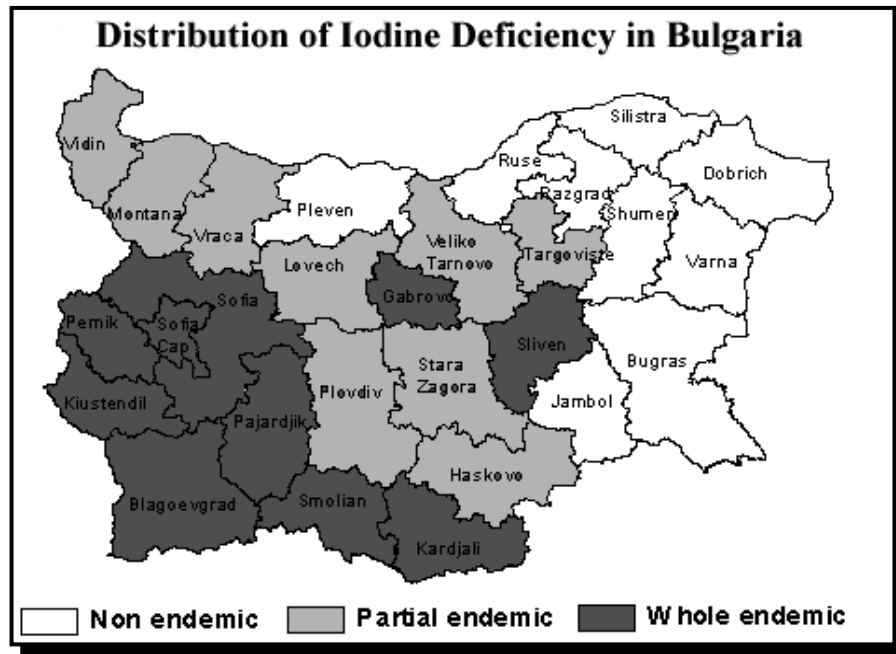 Distribution of Iodine Deficiency in Bulgaria
Silistra
Vidin
Ruse
Dobrich
Razgrad
Montana
Pleven
Shumen
Vraca
Veliko
Tarnovo
Targoviste
Varna
Lovech
Gabrovo
Sofia
Pernik
Sofia
Cap
Sliven
Bugras
Stara
Zagora
Plovdiv
Kiustendil
Jambol
Pajardjik
Haskovo
Blagoevgrad
Smolian
Kardjali
Non endemic
Partial endemic
Whole endemic